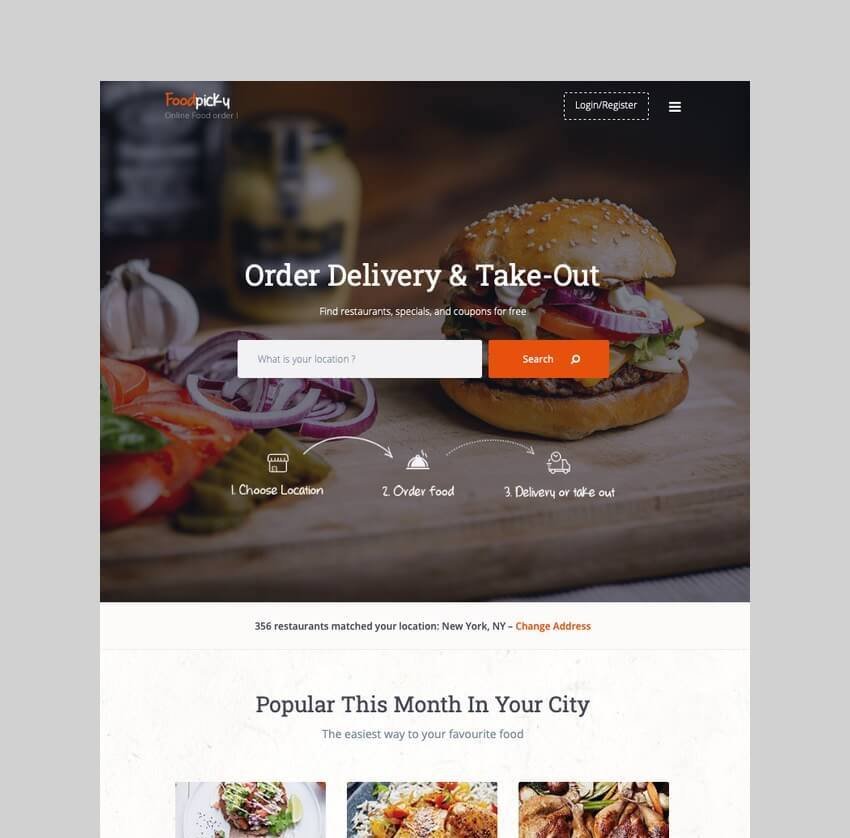 Foodpicky
Online Food order !
Login/Register
Order Delivery & Take-Out
Find restaurants, specials, and coupons for free
What is your location ?
Search
1. Choose Location
2. Order food
3. Delivery or take out
356 restaurants matched your location: New York, NY – Change Address
Popular This Month In Your City
The easiest way to your favourite food